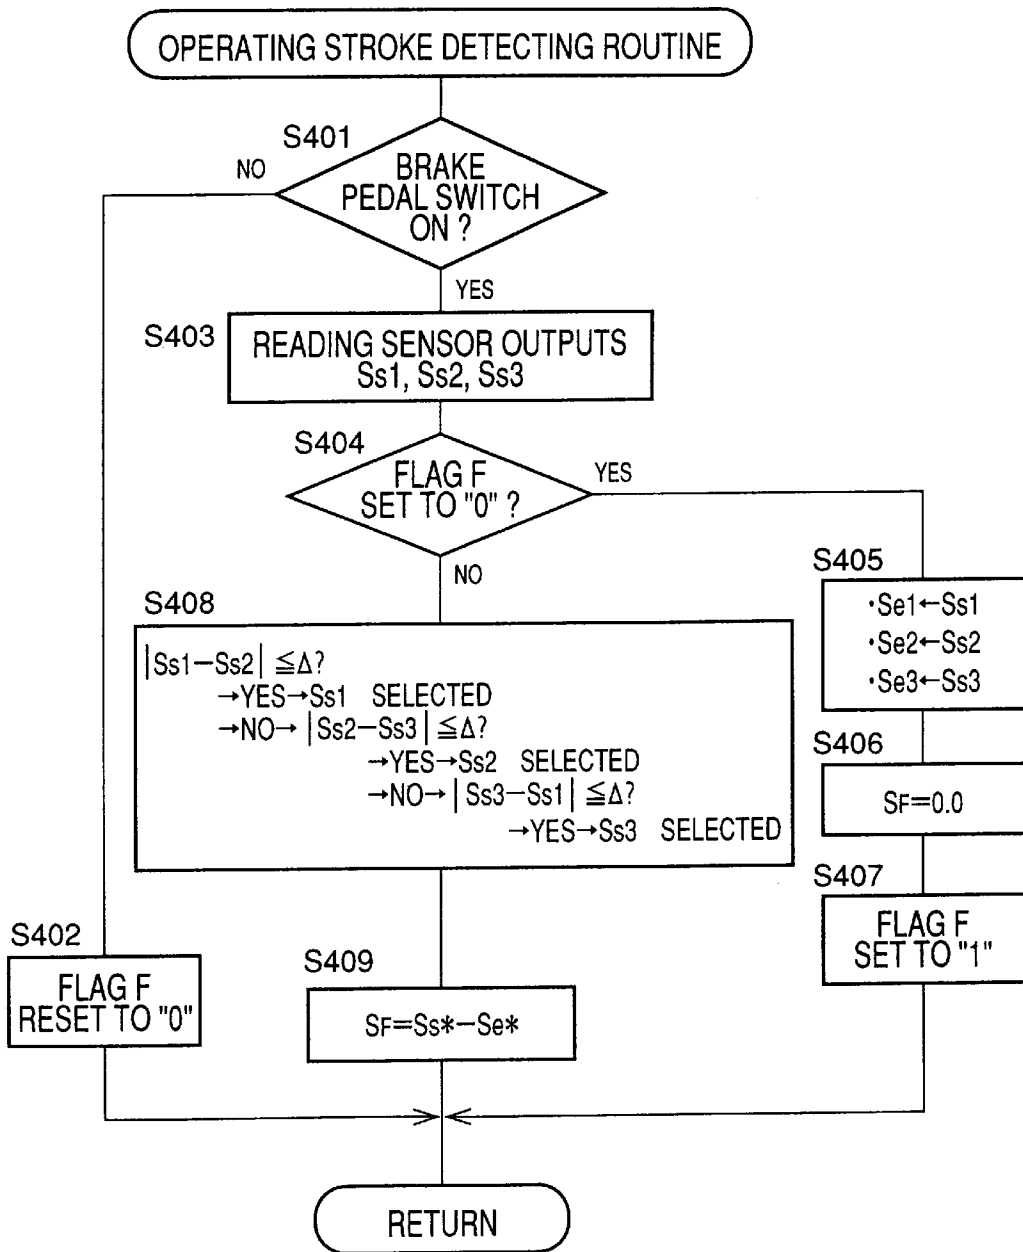 OPERATING STROKE DETECTING ROUTINE
S401
BRAKE
PEDAL SWITCH
ON ?
NO
YES
S403
READING SENSOR OUTPUTS
Ss1, Ss2, Ss3
S404
FLAG F
SET TO "0" ?
YES
NO
S405
•Se1←Ss1
•Se2←Ss2
•Se3←Ss3
S406
SF=0.0
S407
FLAG F
SET TO "1"
S408
|Ss1−Ss2| ≦Δ?
→YES→Ss1 SELECTED
→NO→ |Ss2−Ss3| ≦Δ?
→YES→Ss2 SELECTED
→NO→ |Ss3−Ss1| ≦Δ?
→YES→Ss3 SELECTED
S402
FLAG F
RESET TO "0"
S409
SF=Ss*−Se*
RETURN